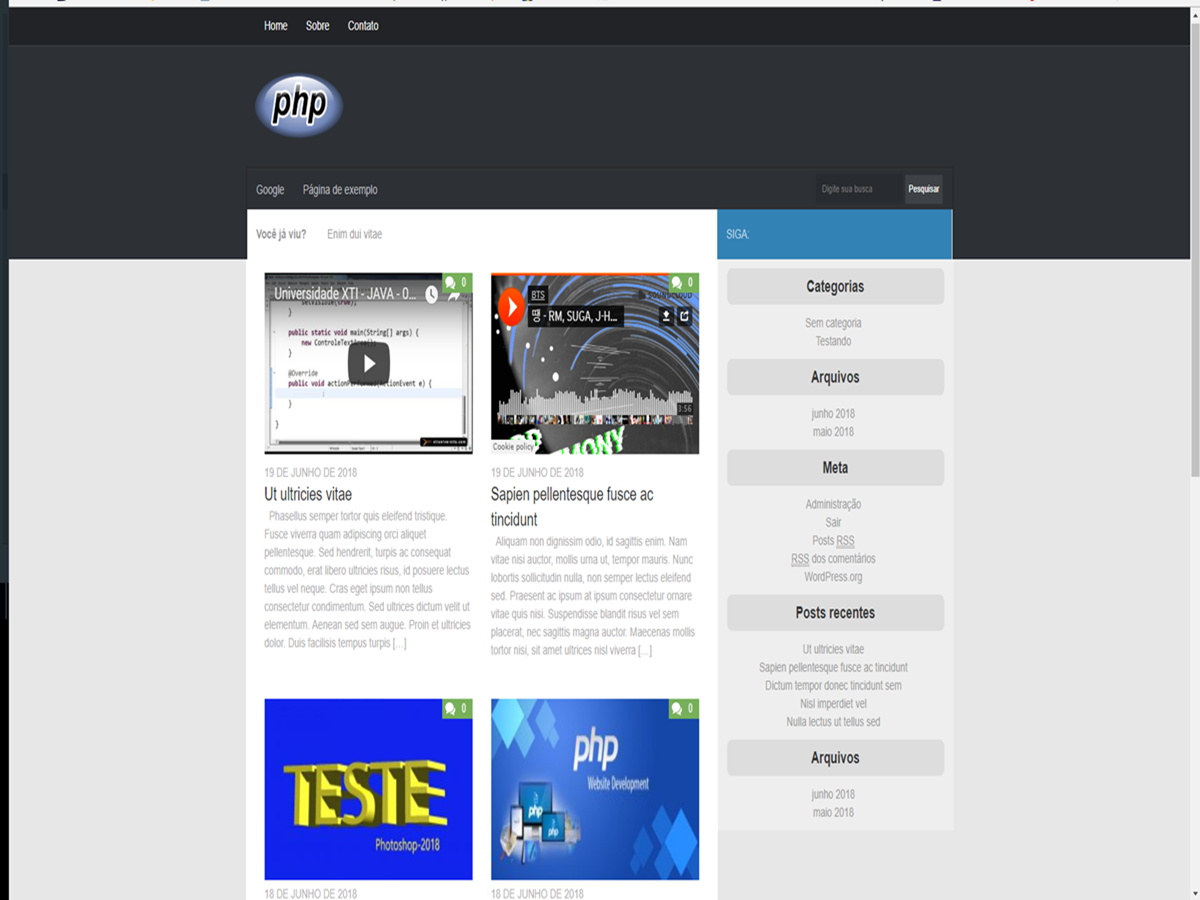 Home Sobre Contato
php
Google Página de exemplo
Digite sua busca Pesquisar
Você já viu? Enim dui vitae
SIGA:
0
Universidade XTI - JAVA - 0...
}
public static void main(String[] args) {
new ControleTextArea();
}
@Override
public void actionPerformed(ActionEvent e) {
}
}
19 DE JUNHO DE 2018
Ut ultricies vitae
Phasellus semper tortor quis eleifend tristique.
Fusce viverra quam adipiscing orci aliquet
pellentesque. Sed hendrerit, turpis ac consequat
commodo, erat libero ultricies risus, id posuere lectus
tellus vel neque. Cras eget ipsum non tellus
consectetur condimentum. Sed ultrices dictum velit ut
elementum. Aenean sed sem augue. Proin et ultricies
dolor. Duis facilisis tempus turpis [...]
0
BTS
- RM, SUGA, J-H...
SOUNDCLOUD
3:56
Cookie policy
19 DE JUNHO DE 2018
Sapien pellentesque fusce ac
tincidunt
Aliquam non dignissim odio, id sagittis enim. Nam
vitae nisi auctor, mollis urna ut, tempor mauris. Nunc
lobortis sollicitudin nulla, non semper lectus eleifend
sed. Praesent ac ipsum at ipsum consectetur ornare
vitae quis nisi. Suspendisse blandit risus vel sem
placerat, nec sagittis magna auctor. Maecenas mollis
tortor nisi, sit amet ultrices nisl viverra [...]
0
TESTE
Photoshop-2018
18 DE JUNHO DE 2018
0
php
Website Development
php
php
18 DE JUNHO DE 2018
Categorias
Sem categoria
Testando
Arquivos
junho 2018
maio 2018
Meta
Administração
Sair
Posts RSS
RSS dos comentários
WordPress.org
Posts recentes
Ut ultricies vitae
Sapien pellentesque fusce ac tincidunt
Dictum tempor donec tincidunt sem
Nisl imperdiet vel
Nulla lectus ut tellus sed
Arquivos
junho 2018
maio 2018